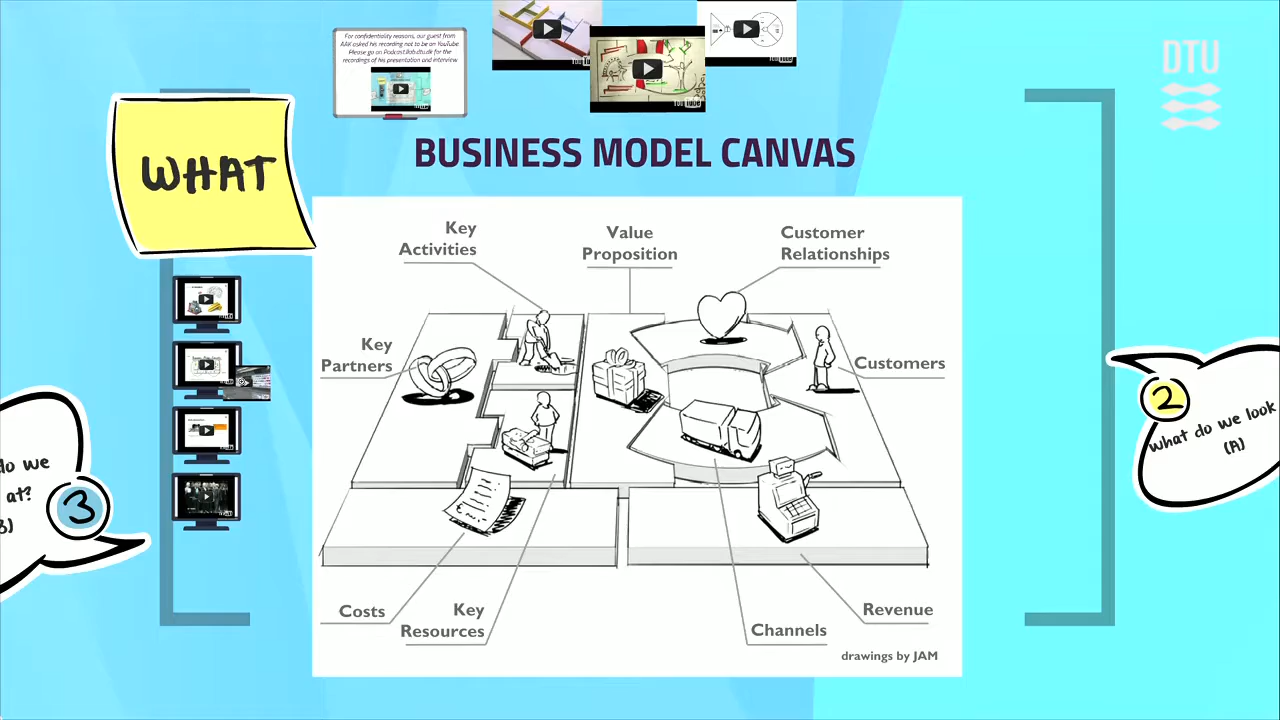 For confidentiality reasons, our guest from
AAK asked his recording not to be on YouTube.
Please go on Podcast.llab.dtu.dk for the
recordings of his presentation and interview
DTU
WHAT
BUSINESS MODEL CANVAS
Key
Activities
Value
Proposition
Customer
Relationships
Key
Partners
Customers
2
what do we look
(A)
do we
at?
3
Costs
Key
Resources
Channels
Revenue
drawings by JAM